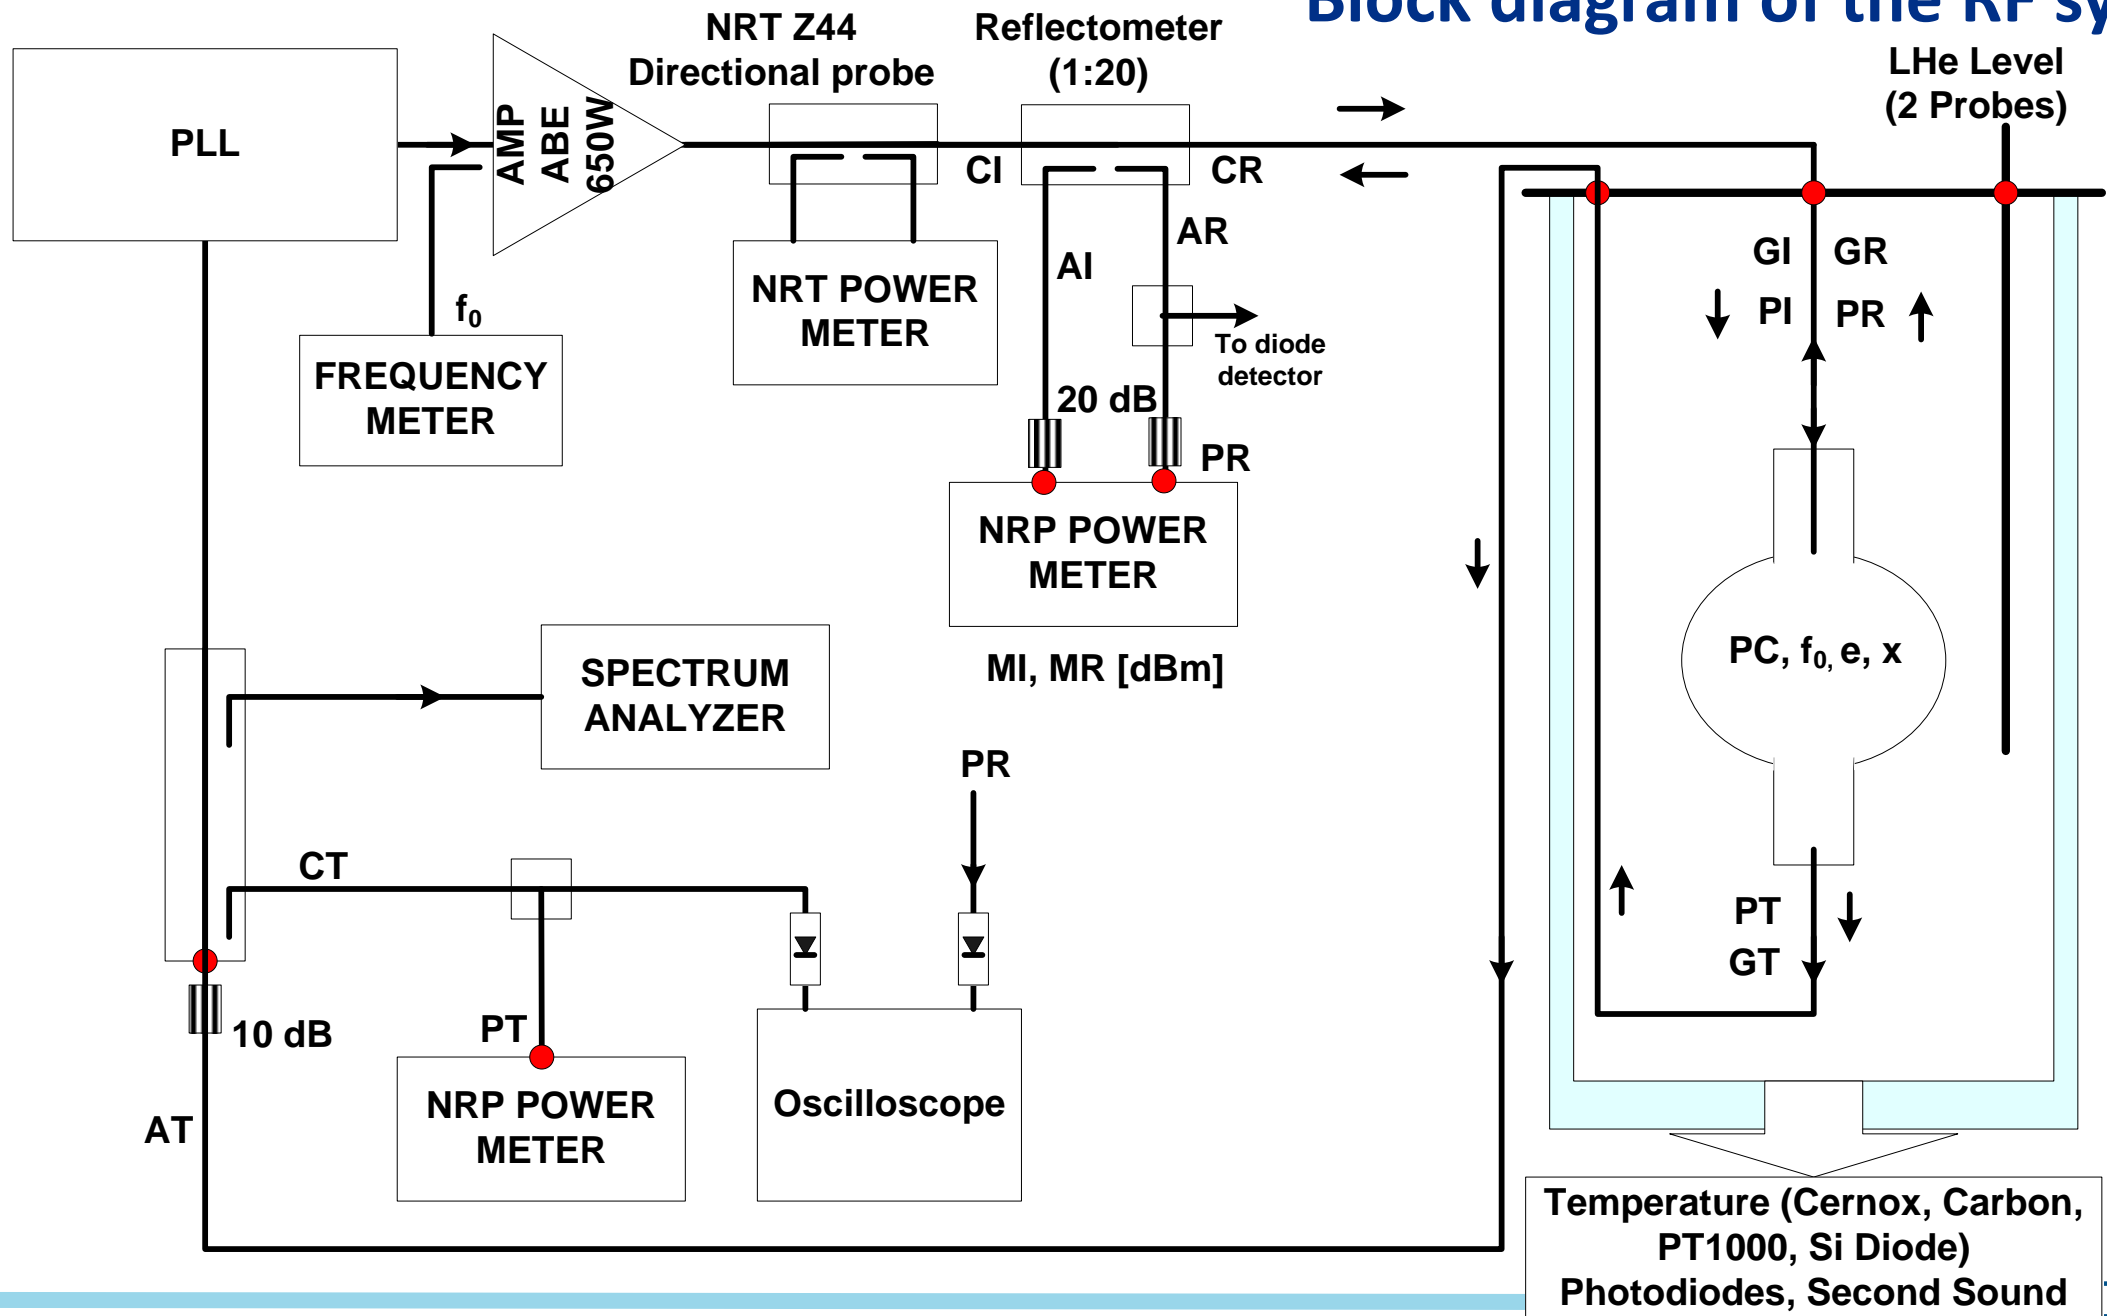 Block diagram of the RF sy
NRT Z44
Directional probe
Reflectometer
(1:20)
LHe Level
(2 Probes)
PLL
AMP
ABE
650W
CI
CR
AI
AR
GI GR
PI PR
f₀
FREQUENCY
METER
NRT POWER
METER
To diode
detector
20 dB
PR
NRP POWER
METER
MI, MR [dBm]
PC, f₀, e, x
SPECTRUM
ANALYZER
PR
CT
PT
GT
10 dB
PT
AT
NRP POWER
METER
Oscilloscope
Temperature (Cernox, Carbon,
PT1000, Si Diode)
Photodiodes, Second Sound